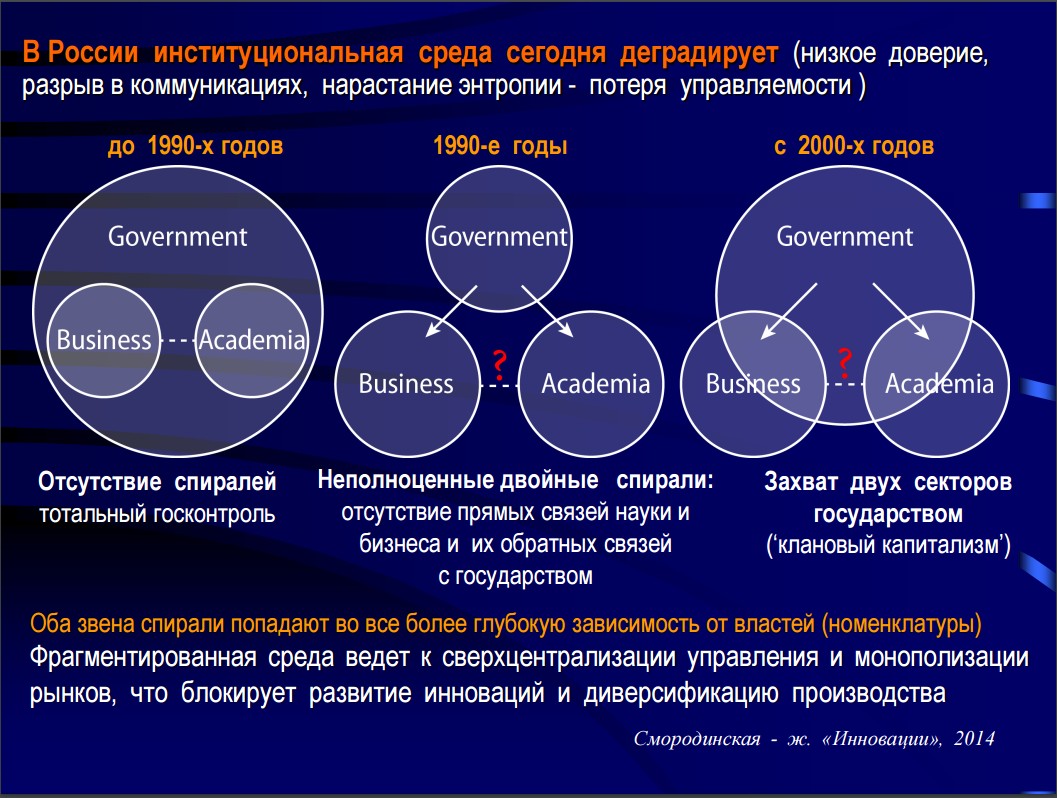 В России институциональная среда сегодня деградирует (низкое доверие,
разрыв в коммуникациях, нарастание энтропии - потеря управляемости )
до 1990-х годов
1990-е годы
с 2000-х годов
Government
Business
Academia
Government
?
Business
Academia
Government
?
Business
Academia
Отсутствие спиралей
тотальный госконтроль
Неполноценные двойные спирали:
отсутствие прямых связей науки и
бизнеса и их обратных связей
с государством
Захват двух секторов
государством
(‘клановый капитализм’)
Оба звена спирали попадают во все более глубокую зависимость от властей (номенклатуры)
Фрагментированная среда ведет к сверхцентрализации управления и монополизации
рынков, что блокирует развитие инноваций и диверсификацию производства
Смородинская - ж. «Инновации», 2014